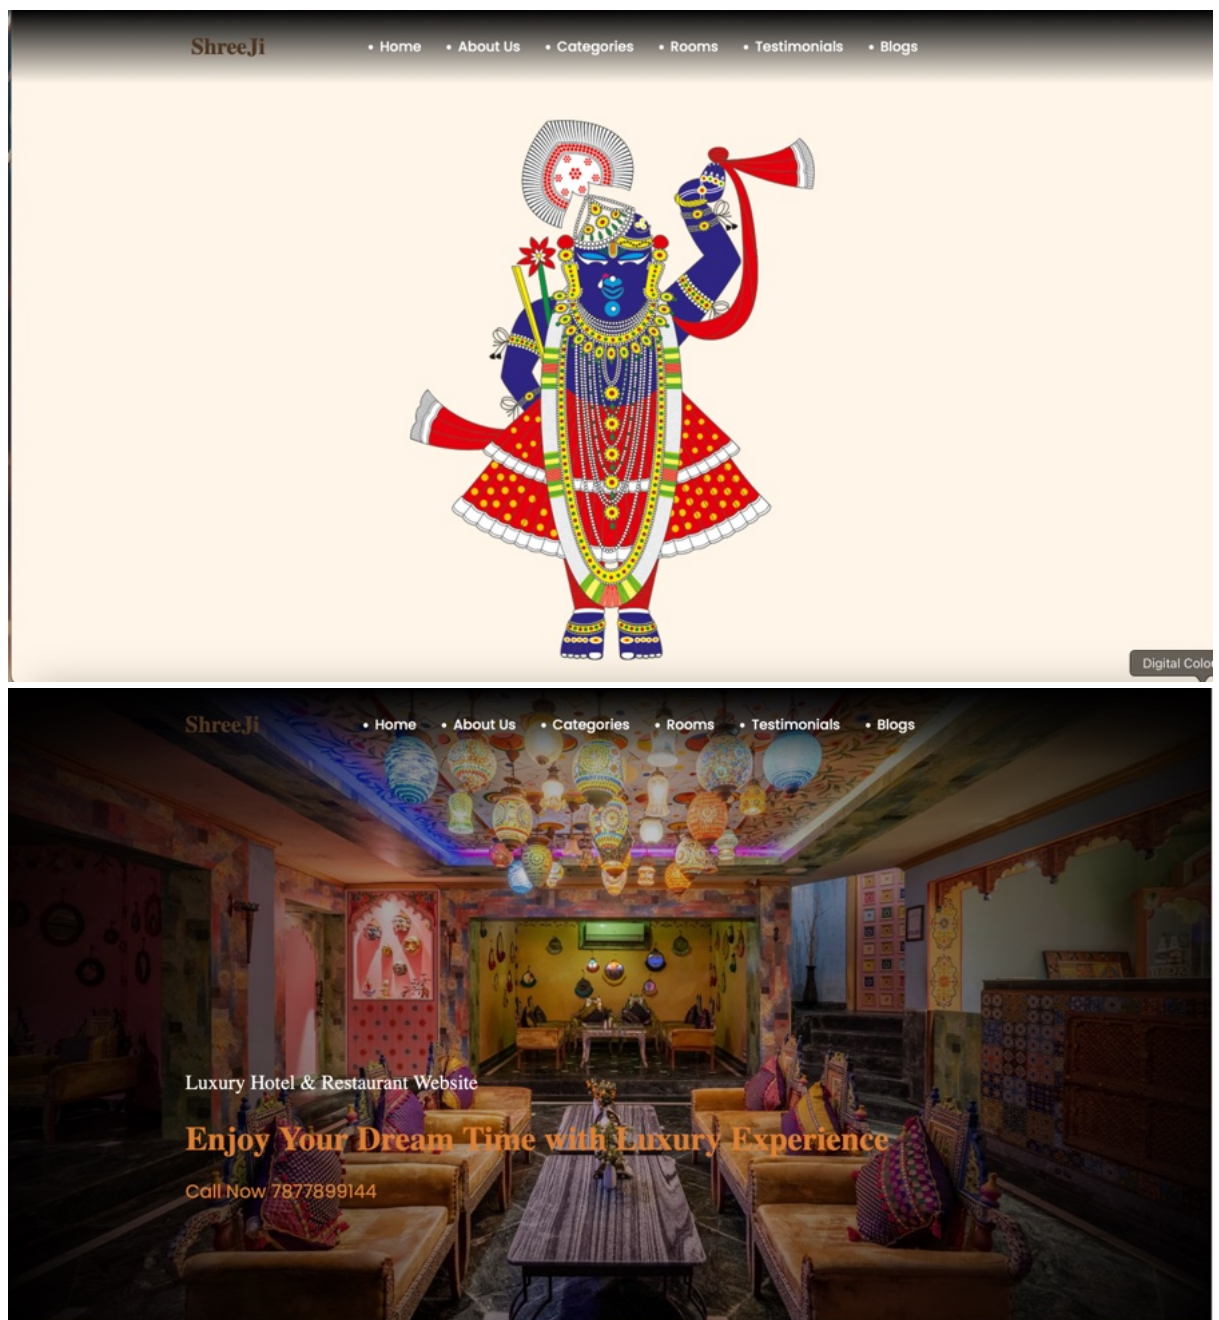 ShreeJi • Home • About Us • Categories • Rooms • Testimonials • Blogs
Digital
ShreeJi • Home • About Us • Categories • Rooms • Testimonials • Blogs
Luxury Hotel & Restaurant Website
Enjoy Your Dream Time with Luxury Experience
Call Now 7877899144